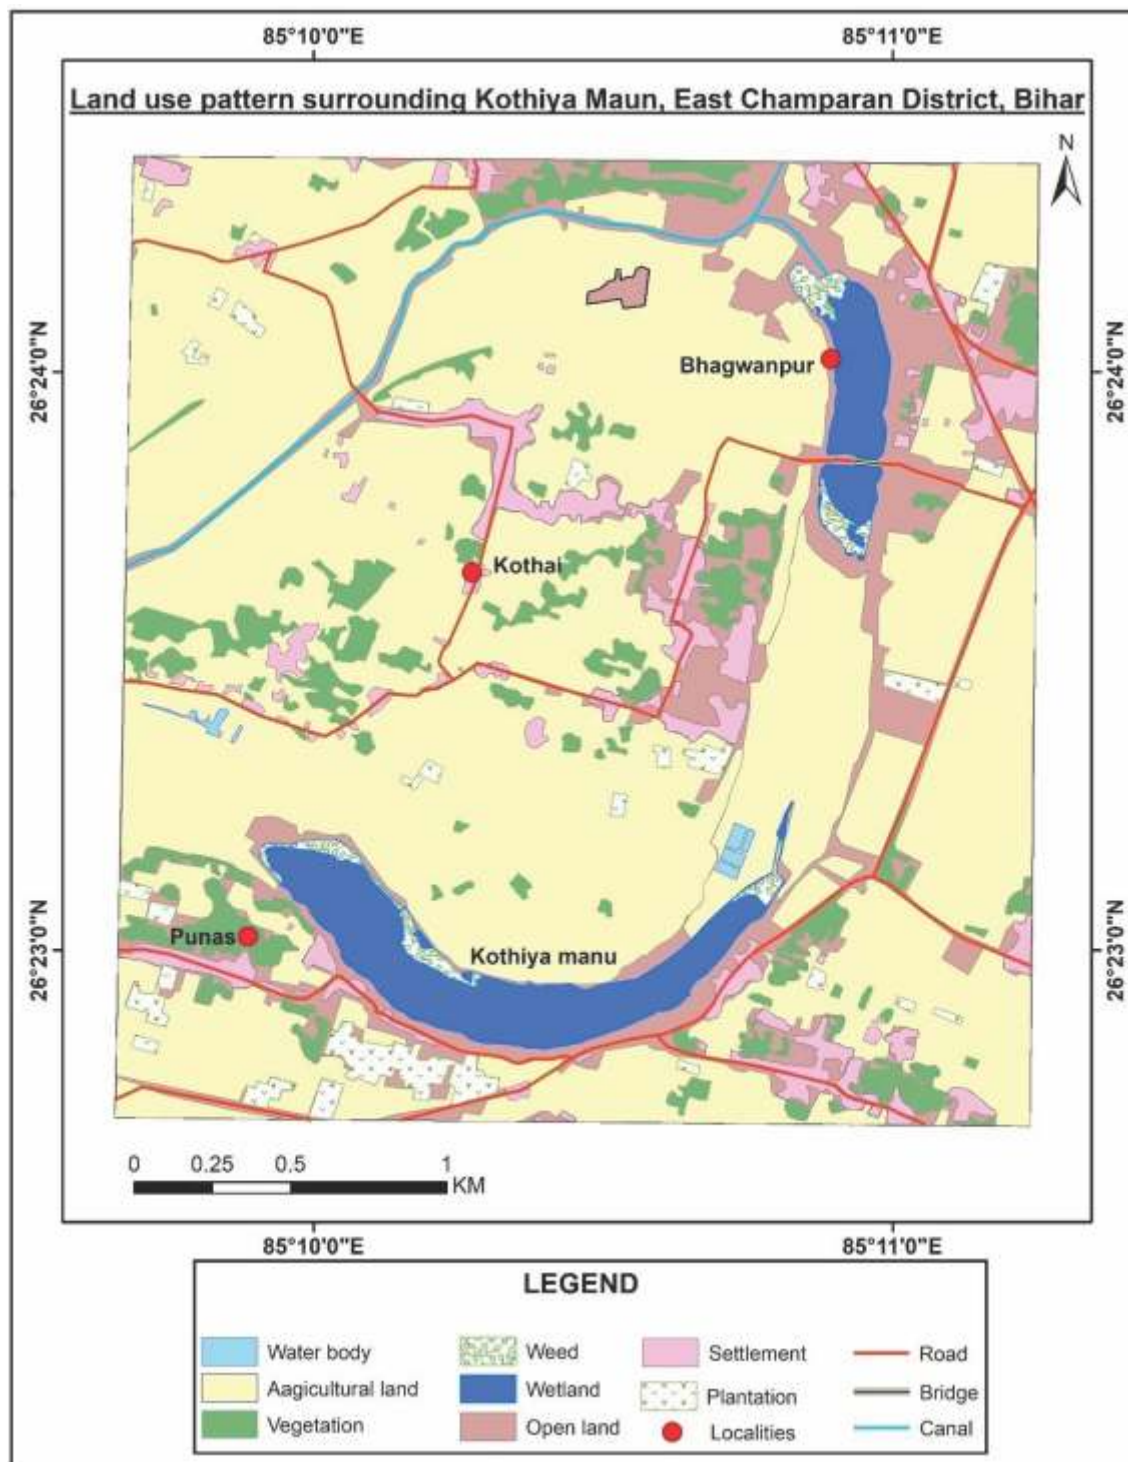 85°10'0"E 85°11'0"E
Land use pattern surrounding Kothiya Maun, East Champaran District, Bihar
N
26°24'0"N 26°24'0"N
Bhagwanpur
Kothai
26°23'0"N 26°23'0"N
Punas
Kothiya manu
0 0.25 0.5 1
KM
85°10'0"E 85°11'0"E
LEGEND
Water body Weed Settlement Road
Aagicultural land Wetland Plantation Bridge
Vegetation Open land Localities Canal